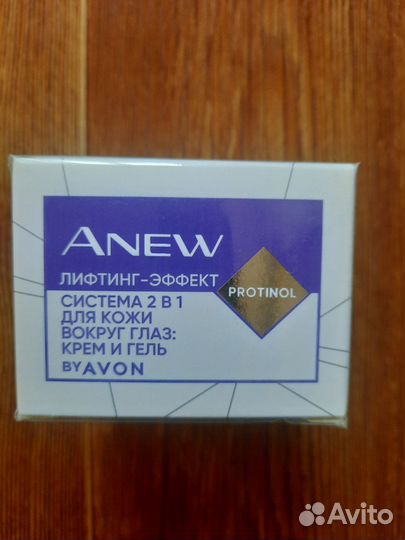 ANEW
ЛИФТИНГ-ЭФФЕКТ
PROTINOL
СИСТЕМА 2 В 1
ДЛЯ КОЖИ
ВОКРУГ ГЛАЗ:
КРЕМ И ГЕЛЬ
BY AVON
Avito